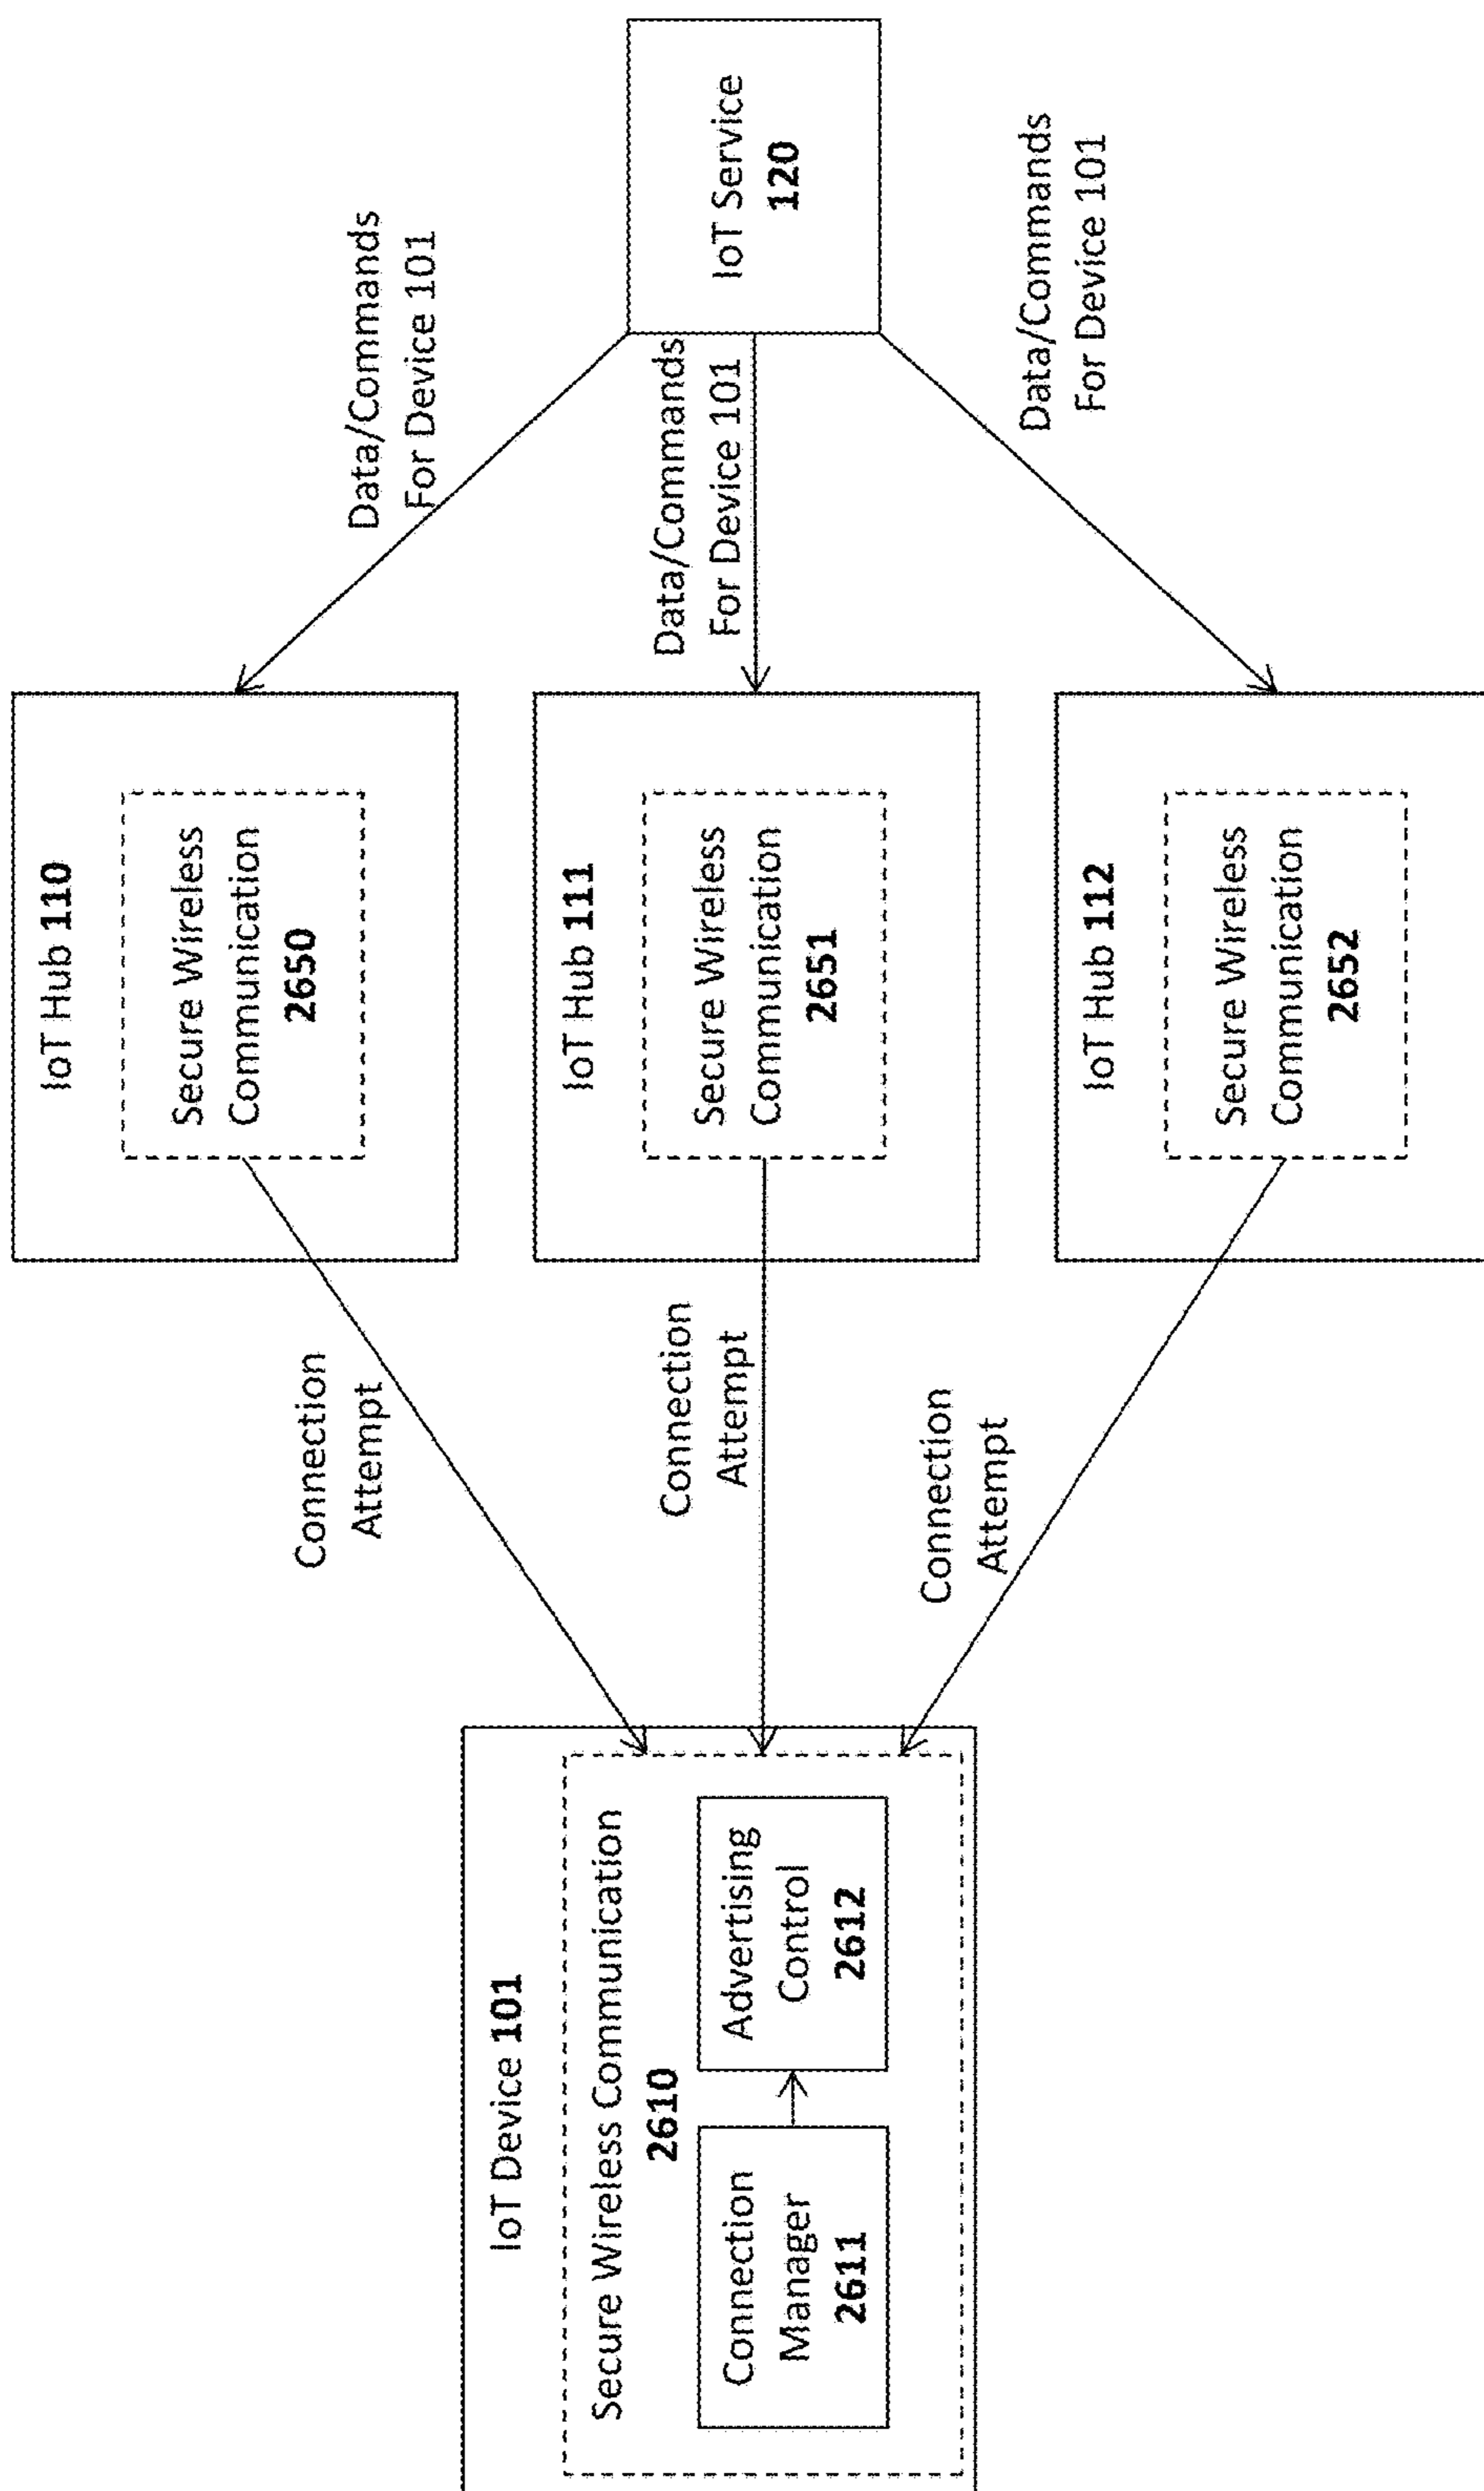 IoT Device 101
Secure Wireless Communication
2610
Connection
Manager
2611
Advertising
Control
2612
Connection
Attempt
Connection
Attempt
Connection
Attempt
IoT Hub 110
Secure Wireless
Communication
2650
IoT Hub 111
Secure Wireless
Communication
2651
IoT Hub 112
Secure Wireless
Communication
2652
Data/Commands
For Device 101
Data/Commands
For Device 101
Data/Commands
For Device 101
IoT Service
120